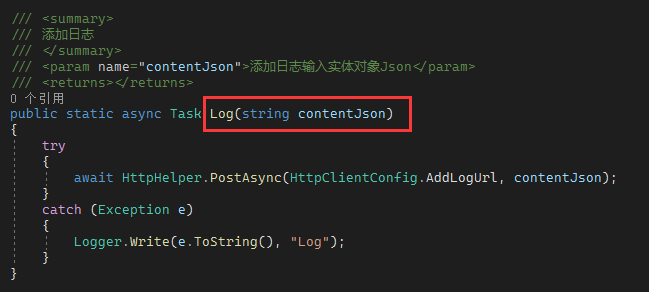 /// <summary>
/// 添加日志
/// </summary>
/// <param name="contentJson">添加日志输入实体对象Json</param>
/// <returns></returns>
0 个引用
public static async Task Log(string contentJson)
{
try
{
await HttpHelper.PostAsync(HttpClientConfig.AddLogUrl, contentJson);
}
catch (Exception e)
{
Logger.Write(e.ToString(), "Log");
}
}